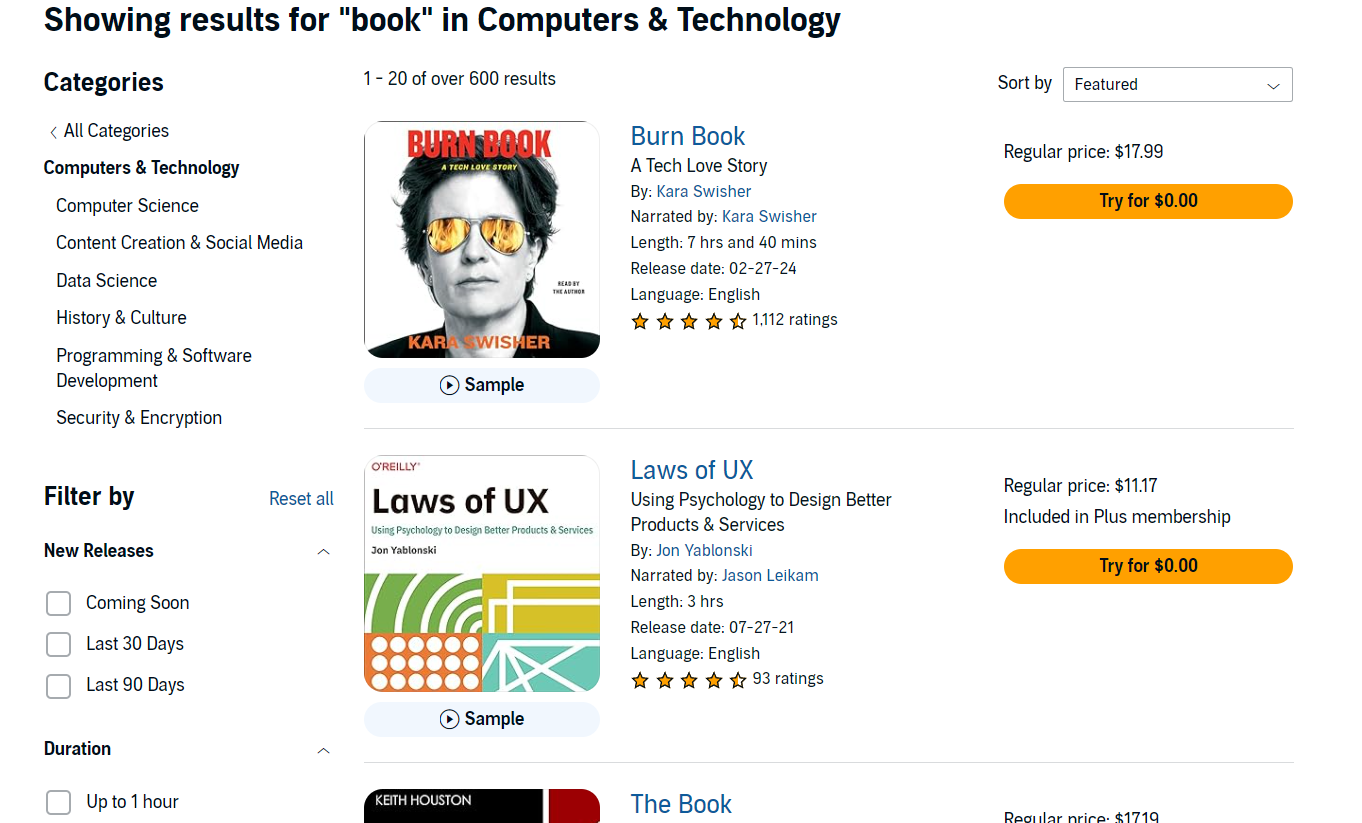 Showing results for "book" in Computers & Technology
Categories
All Categories
Computers & Technology
Computer Science
Content Creation & Social Media
Data Science
History & Culture
Programming & Software
Development
Security & Encryption
Filter by
Reset all
New Releases
Coming Soon
Last 30 Days
Last 90 Days
Duration
Up to 1 hour
1 - 20 of over 600 results
Sort by
Featured
BURN BOOK
A TECH LOVE STORY
READ BY
THE AUTHOR
KARA SWISHER
Sample
Burn Book
A Tech Love Story
By: Kara Swisher
Narrated by: Kara Swisher
Length: 7 hrs and 40 mins
Release date: 02-27-24
Language: English
1,112 ratings
Regular price: $17.99
Try for $0.00
O'REILLY®
Laws of UX
Using Psychology to Design Better Products & Services
Jon Yablonski
Sample
Laws of UX
Using Psychology to Design Better
Products & Services
By: Jon Yablonski
Narrated by: Jason Leikam
Length: 3 hrs
Release date: 07-27-21
Language: English
93 ratings
Regular price: $11.17
Included in Plus membership
Try for $0.00
KEITH HOUSTON
The Book
Regular price: $17.19